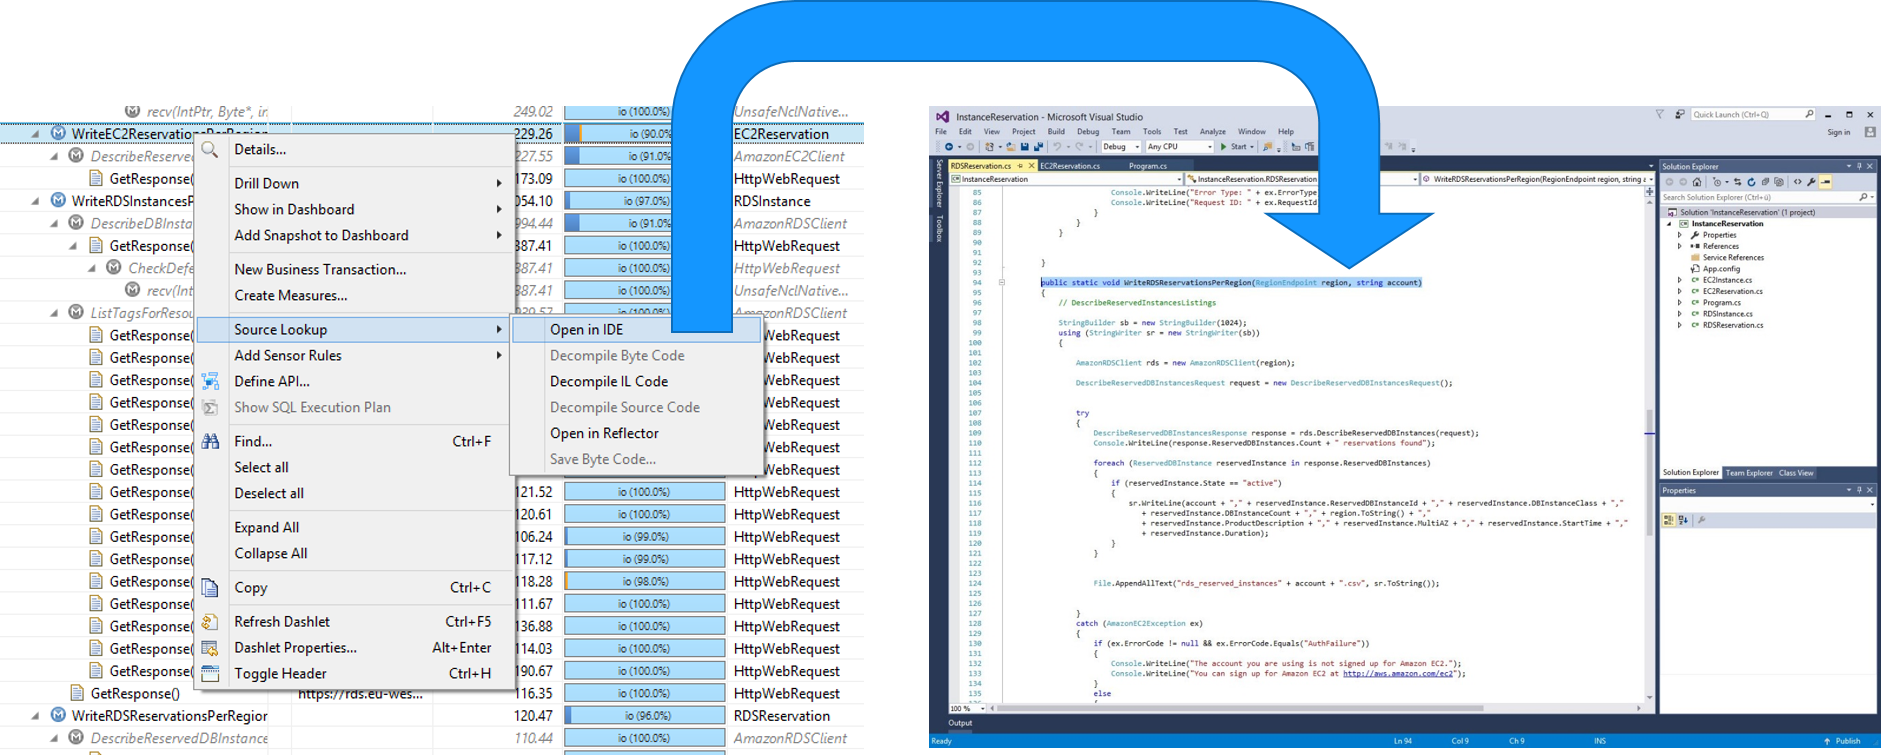 recv(IntPtr, Byte*, in 249.02 io (100.0%) UnsafeNclNative...
WriteEC2ReservationsPerRegion 229.26 io (90.0%) EC2Reservation
DescribeReserved 227.55 io (91.0%) AmazonEC2Client
GetResponse( 173.09 io (100.0%) HttpWebRequest
WriteRDSInstancesP 054.10 io (97.0%) RDSInstance
DescribeDBInsta 994.44 io (91.0%) AmazonRDSClient
GetResponse( 387.41 io (100.0%) HttpWebRequest
CheckDefe 387.41 io (100.0%) HttpWebRequest
recv(Int 387.41 io (100.0%) UnsafeNclNative...
ListTagsForResou 939.57 io (100.0%) AmazonRDSClient
GetResponse( WebRequest
GetResponse( WebRequest
GetResponse( WebRequest
GetResponse( WebRequest
GetResponse( WebRequest
GetResponse( WebRequest
GetResponse( HttpWebRequest
GetResponse( 121.52 io (100.0%) HttpWebRequest
GetResponse( 120.61 io (100.0%) HttpWebRequest
GetResponse( 106.24 io (99.0%) HttpWebRequest
GetResponse( 117.12 io (99.0%) HttpWebRequest
GetResponse( 118.28 io (98.0%) HttpWebRequest
GetResponse( 111.67 io (100.0%) HttpWebRequest
GetResponse( 136.88 io (100.0%) HttpWebRequest
GetResponse( 114.03 io (100.0%) HttpWebRequest
GetResponse( 190.67 io (100.0%) HttpWebRequest
GetResponse() https://rds.eu-wes... 116.35 io (100.0%) HttpWebRequest
WriteRDSReservationsPerRegion 120.47 io (96.0%) RDSReservation
DescribeReservedDBInstance 110.44 io (100.0%) AmazonRDSClient
Details...
Drill Down
Show in Dashboard
Add Snapshot to Dashboard
New Business Transaction...
Create Measures...
Source Lookup
Add Sensor Rules
Define API...
Show SQL Execution Plan
Find... Ctrl+F
Select all
Deselect all
Expand All
Collapse All
Copy Ctrl+C
Refresh Dashlet Ctrl+F5
Dashlet Properties... Alt+Enter
Toggle Header Ctrl+H
Open in IDE
Decompile Byte Code
Decompile IL Code
Decompile Source Code
Open in Reflector
Save Byte Code...
InstanceReservation - Microsoft Visual Studio
Quick Launch (Ctrl+Q)
File Edit View Project Build Debug Team Tools Test Analyze Window Help
Sign in
Debug Any CPU Start
Server Explorer
Toolbox
RDSReservation.cs EC2Reservation.cs Program.cs
InstanceReservation InstanceReservation.RDSReservation WriteRDSReservationsPerRegion(RegionEndpoint region, string a
85 Console.WriteLine("Error Type: " + ex.ErrorType
86 Console.WriteLine("Request ID: " + ex.RequestId
87 }
88 }
89 }
90
91
92 }
93
94 public static void WriteRDSReservationsPerRegion(RegionEndpoint region, string account)
95 {
96 // DescribeReservedInstancesListings
97
98 StringBuilder sb = new StringBuilder(1024);
99 using (StringWriter sr = new StringWriter(sb))
100 {
101
102 AmazonRDSClient rds = new AmazonRDSClient(region);
103
104 DescribeReservedDBInstancesRequest request = new DescribeReservedDBInstancesRequest();
105
106
107 try
108 {
109 DescribeReservedDBInstancesResponse response = rds.DescribeReservedDBInstances(request);
110 Console.WriteLine(response.ReservedDBInstances.Count + " reservations found");
111
112 foreach (ReservedDBInstance reservedInstance in response.ReservedDBInstances)
113 {
114 if (reservedInstance.State == "active")
115 {
116 sr.WriteLine(account + "," + reservedInstance.ReservedDBInstanceId + "," + reservedInstance.DBInstanceClass + ","
117 + reservedInstance.DBInstanceCount + "," + region.ToString() + ","
118 + reservedInstance.ProductDescription + "," + reservedInstance.MultiAZ + "," + reservedInstance.StartTime + ","
119 + reservedInstance.Duration);
120 }
121 }
122
123
124 File.AppendAllText("rds_reserved_instances" + account + ".csv", sr.ToString());
125
126
127 }
128 catch (AmazonEC2Exception ex)
129 {
130 if (ex.ErrorCode != null && ex.ErrorCode.Equals("AuthFailure"))
131 {
132 Console.WriteLine("The account you are using is not signed up for Amazon EC2.");
133 Console.WriteLine("You can sign up for Amazon EC2 at http://aws.amazon.com/ec2");
134 }
135 else
100 %
Output
Ready Ln 94 Col 9 Ch 9 INS Publish
Solution Explorer
Search Solution Explorer (Ctrl+ü)
Solution 'InstanceReservation' (1 project)
InstanceReservation
Properties
References
Service References
App.config
EC2Instance.cs
EC2Reservation.cs
Program.cs
RDSInstance.cs
RDSReservation.cs
Solution Explorer Team Explorer Class View
Properties